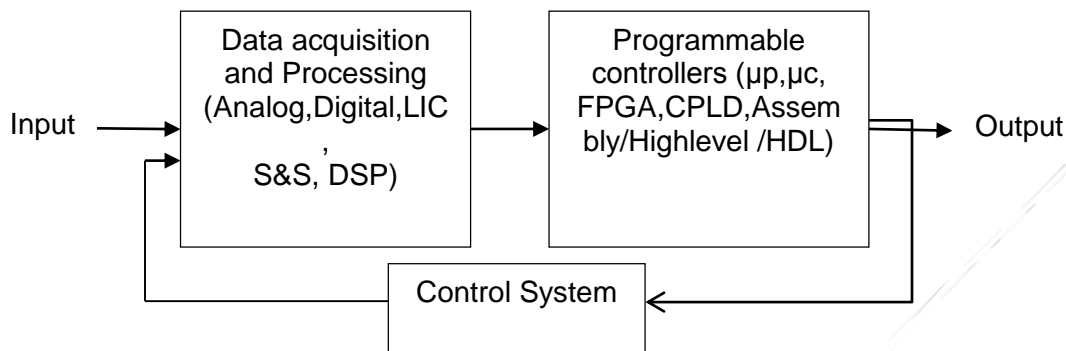 Input
Data acquisition
and Processing
(Analog,Digital,LIC
,
S&S, DSP)
Programmable
controllers (µp,µc,
FPGA,CPLD,Assem
bly/Highlevel /HDL)
Output
Control System